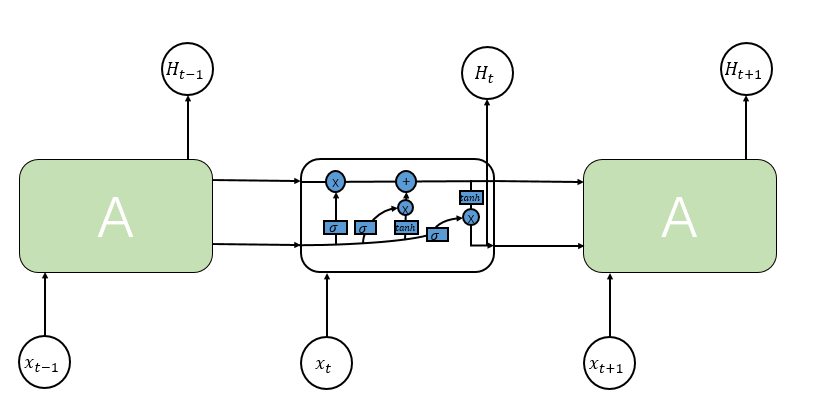 H_{t-1}
H_t
H_{t+1}
A
x
+
tanh
x
x
σ
σ
tanh
σ
A
x_{t-1}
x_t
x_{t+1}